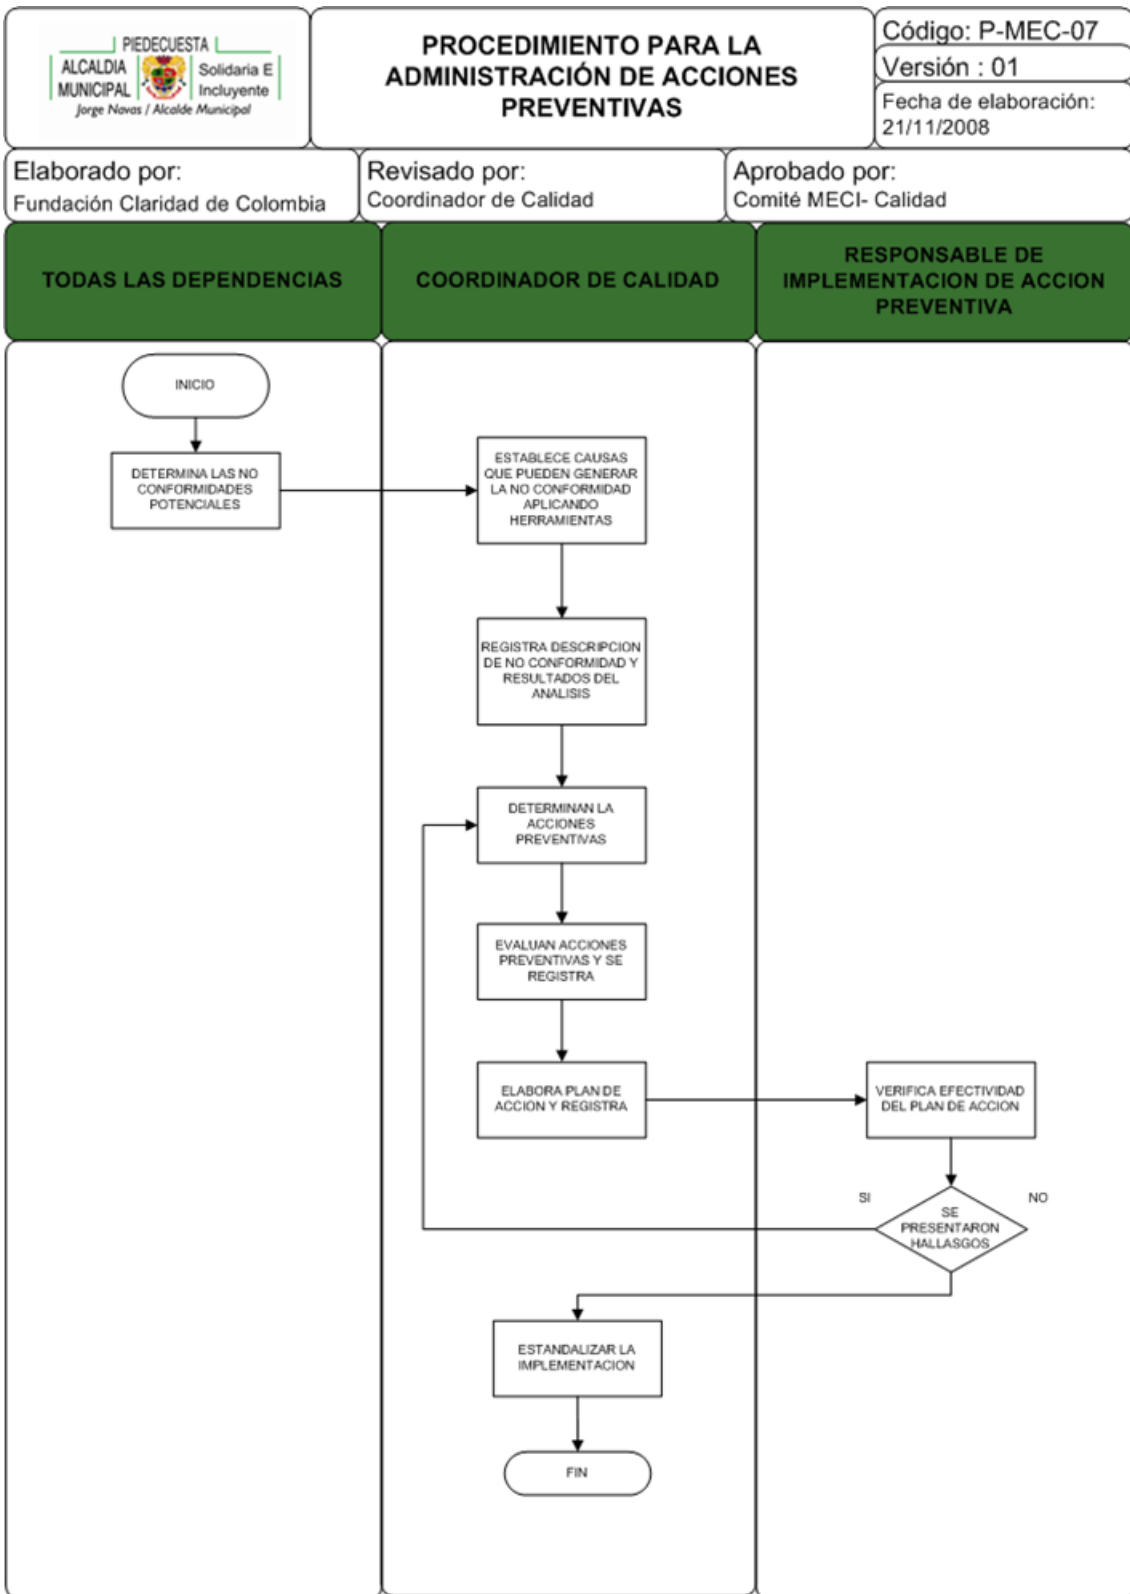 PIEDECUESTA
ALCALDIA
MUNICIPAL
Solidaria E
Incluyente
Jorge Navas / Alcalde Municipal
PROCEDIMIENTO PARA LA
ADMINISTRACIÓN DE ACCIONES
PREVENTIVAS
Código: P-MEC-07
Versión : 01
Fecha de elaboración:
21/11/2008
Elaborado por:
Fundación Claridad de Colombia
Revisado por:
Coordinador de Calidad
Aprobado por:
Comité MECI- Calidad
TODAS LAS DEPENDENCIAS
COORDINADOR DE CALIDAD
RESPONSABLE DE
IMPLEMENTACION DE ACCION
PREVENTIVA
INICIO
DETERMINA LAS NO
CONFORMIDADES
POTENCIALES
ESTABLECE CAUSAS
QUE PUEDEN GENERAR
LA NO CONFORMIDAD
APLICANDO
HERRAMIENTAS
REGISTRA DESCRIPCION
DE NO CONFORMIDAD Y
RESULTADOS DEL
ANALISIS
DETERMINAN LA
ACCIONES
PREVENTIVAS
EVALUAN ACCIONES
PREVENTIVAS Y SE
REGISTRA
ELABORA PLAN DE
ACCION Y REGISTRA
VERIFICA EFECTIVIDAD
DEL PLAN DE ACCION
SI
NO
SE
PRESENTARON
HALLASGOS
ESTANDALIZAR LA
IMPLEMENTACION
FIN